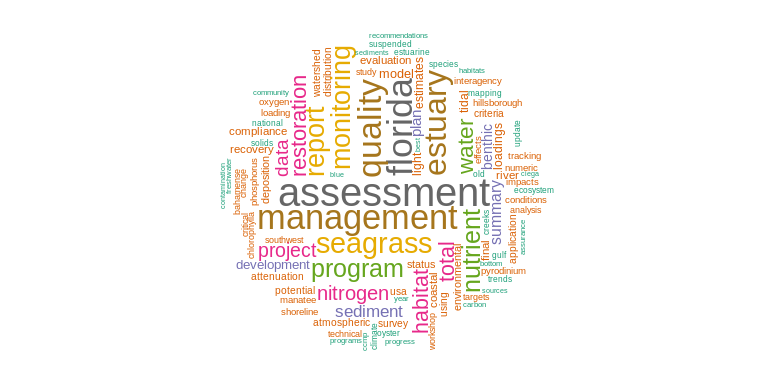 recommendations
suspended
sediments
estuarine
evaluation
species
study
model
habitats
interagency
watershed
distribution
monitoring
estimates
community
oxygen
loading
national
compliance
solids
recovery
restoration
report
data
quality
florida
plan
estuary
light
best
blue
tidal
mapping
hillsborough
criteria
water
benthic
effects
loadings
update
tracking
old
river
numeric
ciega
impacts
ecosystem
conditions
analysis
contamination
freshwater
bahamense
change
phosphorus
deposition
critical
chlorophylla
assessment
management
seagrass
southwest
project
program
development
attenuation
status
total
nutrient
creeks
summary
final
gulf
application
assurance
bottom
pyrodinium
trends
sources
carbon
targets
environmental
potential
nitrogen
usa
year
habitat
coastal
using
manatee
shoreline
sediment
atmospheric
survey
technical
programs
ccmp
climate
oyster
progress
workshop